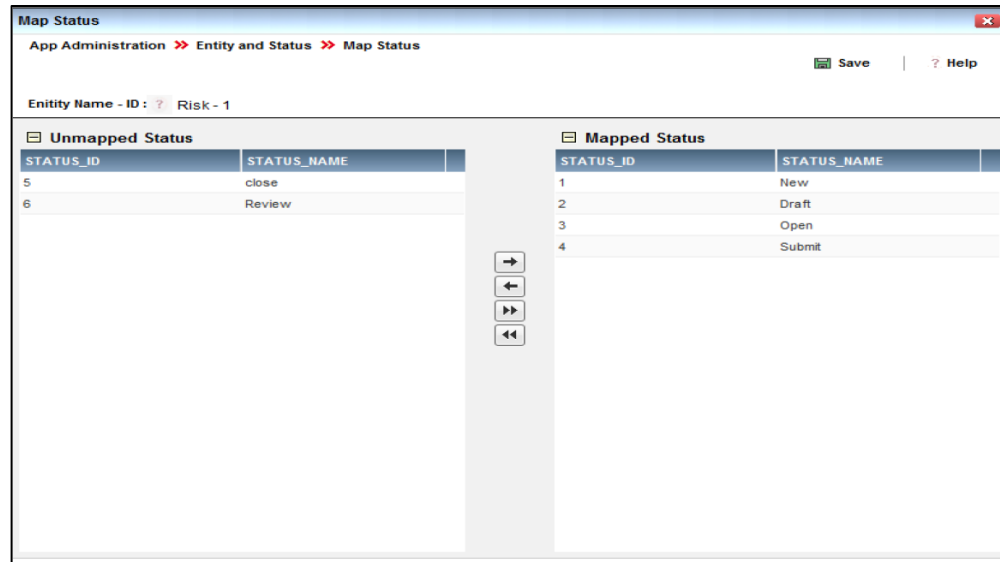 Map Status
App Administration >> Entity and Status >> Map Status
Save | ? Help
Enitity Name - ID : ? Risk - 1
Unmapped Status
STATUS_ID STATUS_NAME
5 close
6 Review
Mapped Status
STATUS_ID STATUS_NAME
1 New
2 Draft
3 Open
4 Submit